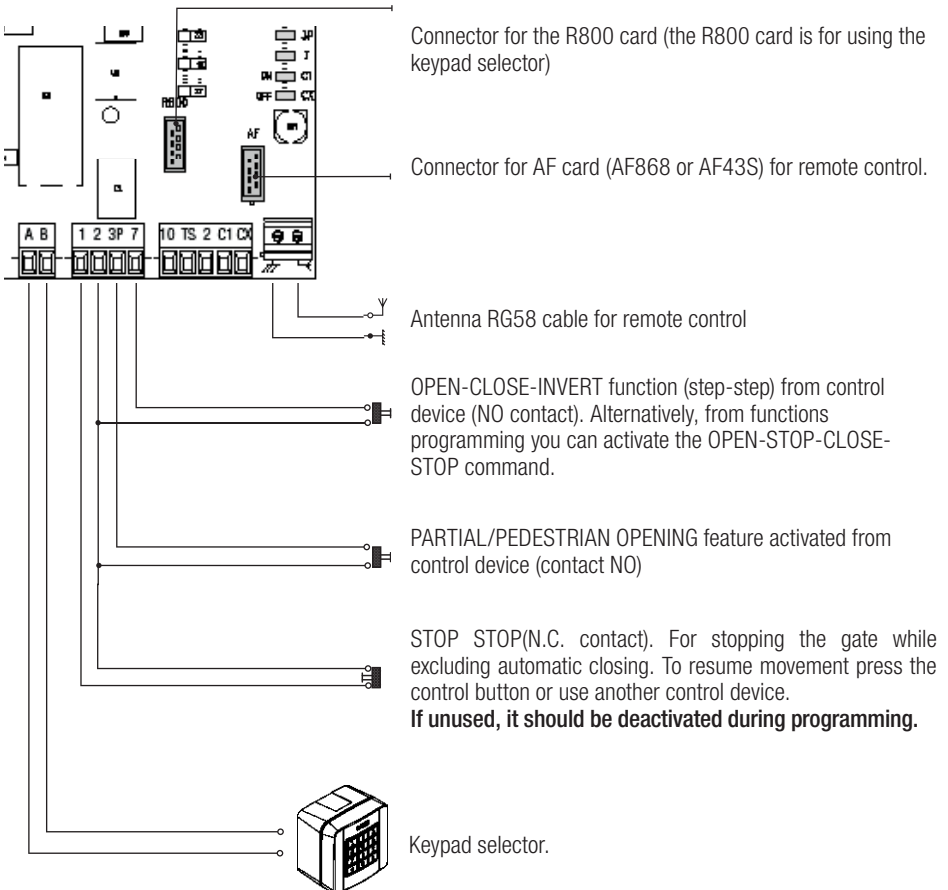 Connector for the R800 card (the R800 card is for using the
keypad selector)
AF
Connector for AF card (AF868 or AF43S) for remote control.
A B 1 2 3P 7 10 TS 2 C1 CX
Antenna RG58 cable for remote control
OPEN-CLOSE-INVERT function (step-step) from control
device (NO contact). Alternatively, from functions
programming you can activate the OPEN-STOP-CLOSE-
STOP command.
PARTIAL/PEDESTRIAN OPENING feature activated from
control device (contact NO)
STOP STOP(N.C. contact). For stopping the gate while
excluding automatic closing. To resume movement press the
control button or use another control device.
If unused, it should be deactivated during programming.
Keypad selector.